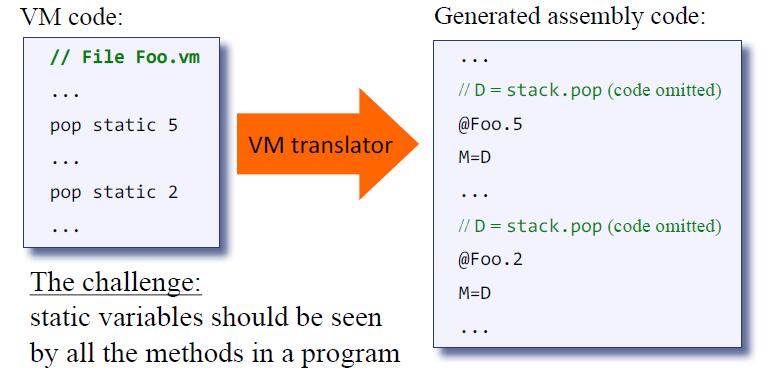 VM code:
// File Foo.vm
...
pop static 5
...
pop static 2
...
The challenge:
static variables should be seen
by all the methods in a program
VM translator
Generated assembly code:
...
// D = stack.pop (code omitted)
@Foo.5
M=D
...
// D = stack.pop (code omitted)
@Foo.2
M=D
...